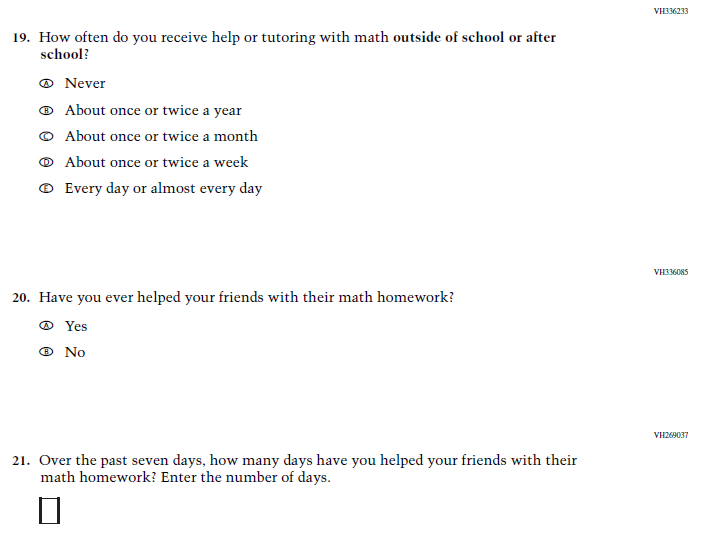 VH336233
19. How often do you receive help or tutoring with math outside of school or after
school?
A Never
B About once or twice a year
C About once or twice a month
D About once or twice a week
E Every day or almost every day
VH336085
20. Have you ever helped your friends with their math homework?
A Yes
B No
VH269037
21. Over the past seven days, how many days have you helped your friends with their
math homework? Enter the number of days.